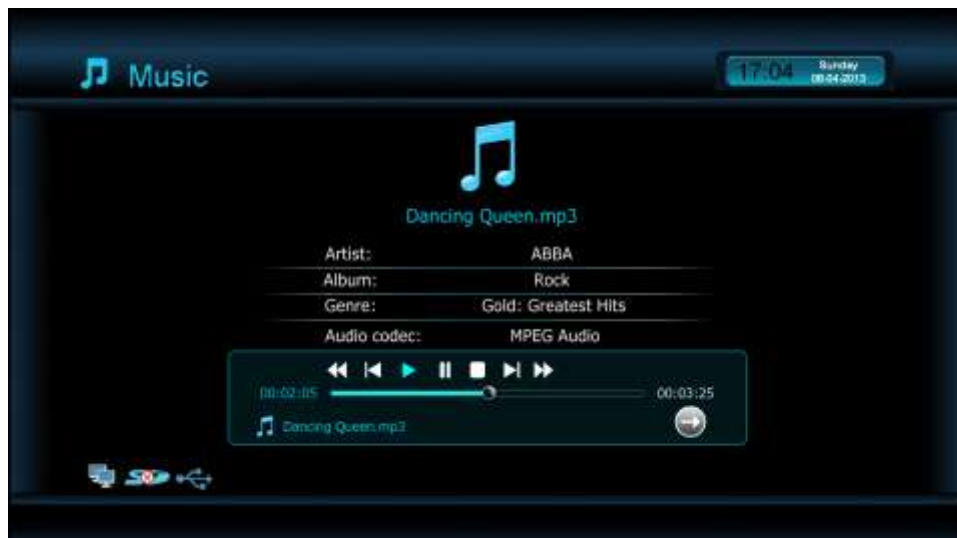 Music
17:04
Sunday
08-04-2013
Dancing Queen.mp3
Artist: ABBA
Album: Rock
Genre: Gold: Greatest Hits
Audio codec: MPEG Audio
00:02:05 00:03:25
Dancing Queen.mp3